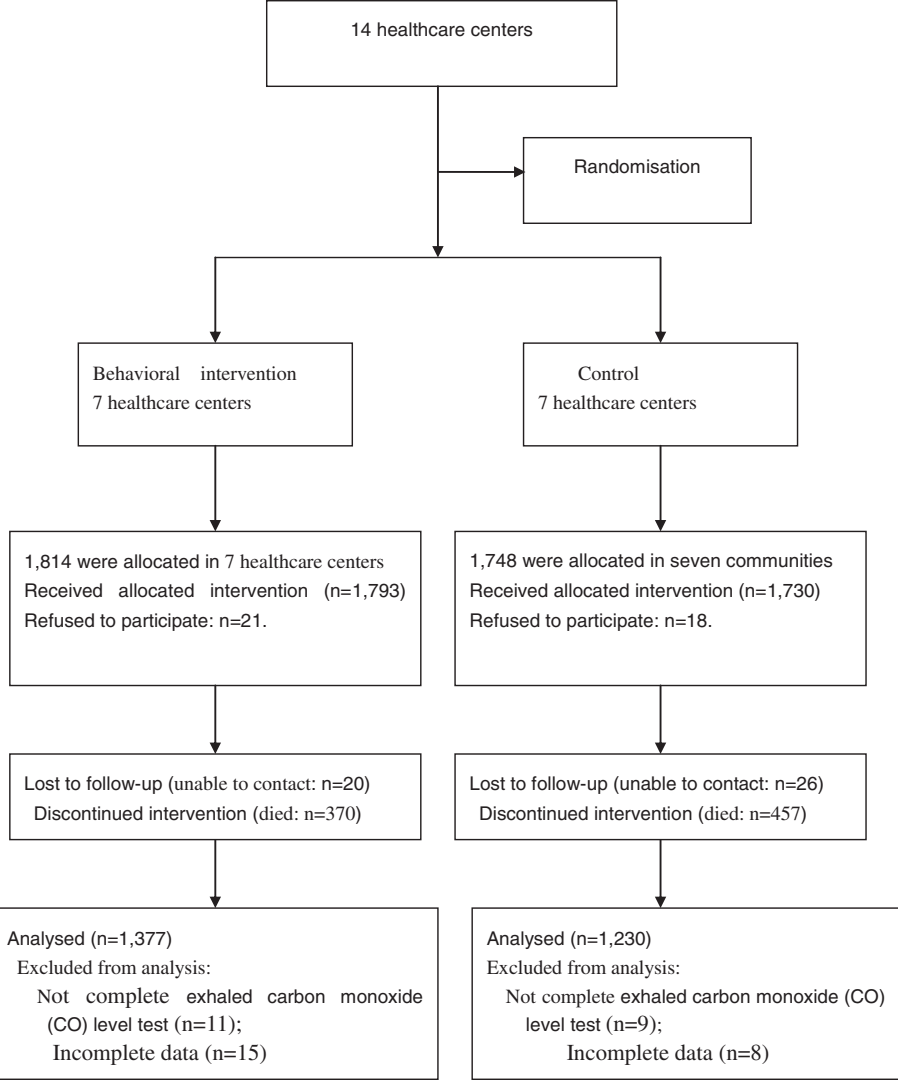 14 healthcare centers
Randomisation
Behavioral intervention
7 healthcare centers
Control
7 healthcare centers
1,814 were allocated in 7 healthcare centers
Received allocated intervention (n=1,793)
Refused to participate: n=21.
1,748 were allocated in seven communities
Received allocated intervention (n=1,730)
Refused to participate: n=18.
Lost to follow-up (unable to contact: n=20)
Discontinued intervention (died: n=370)
Lost to follow-up (unable to contact: n=26)
Discontinued intervention (died: n=457)
Analysed (n=1,377)
Excluded from analysis:
Not complete exhaled carbon monoxide
(CO) level test (n=11);
Incomplete data (n=15)
Analysed (n=1,230)
Excluded from analysis:
Not complete exhaled carbon monoxide (CO)
level test (n=9);
Incomplete data (n=8)